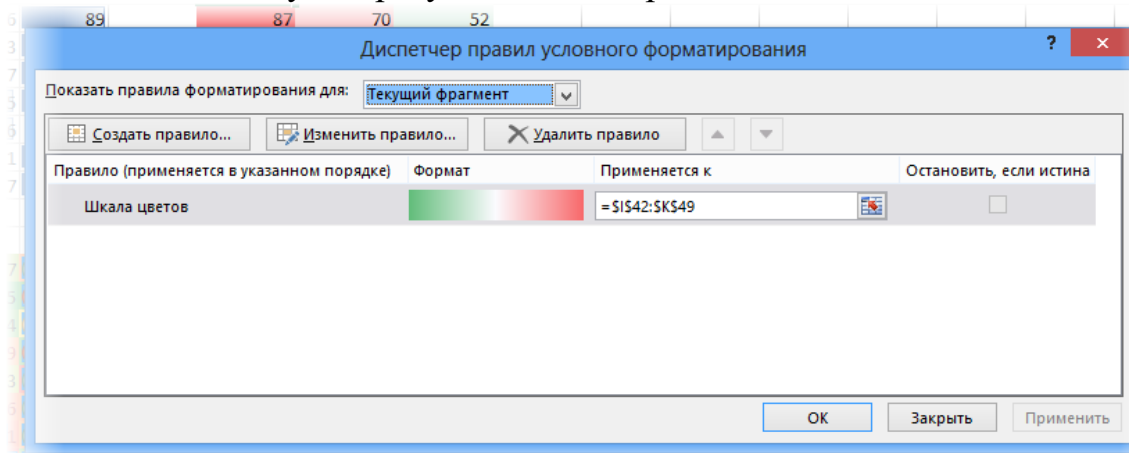 89 87 70 52
Диспетчер правил условного форматирования ? ×
Показать правила форматирования для: Текущий фрагмент
Создать правило... Изменить правило... Удалить правило
Правило (применяется в указанном порядке) Формат Применяется к Остановить, если истина
Шкала цветов =$I$42:$K$49
ОК Закрыть Применить